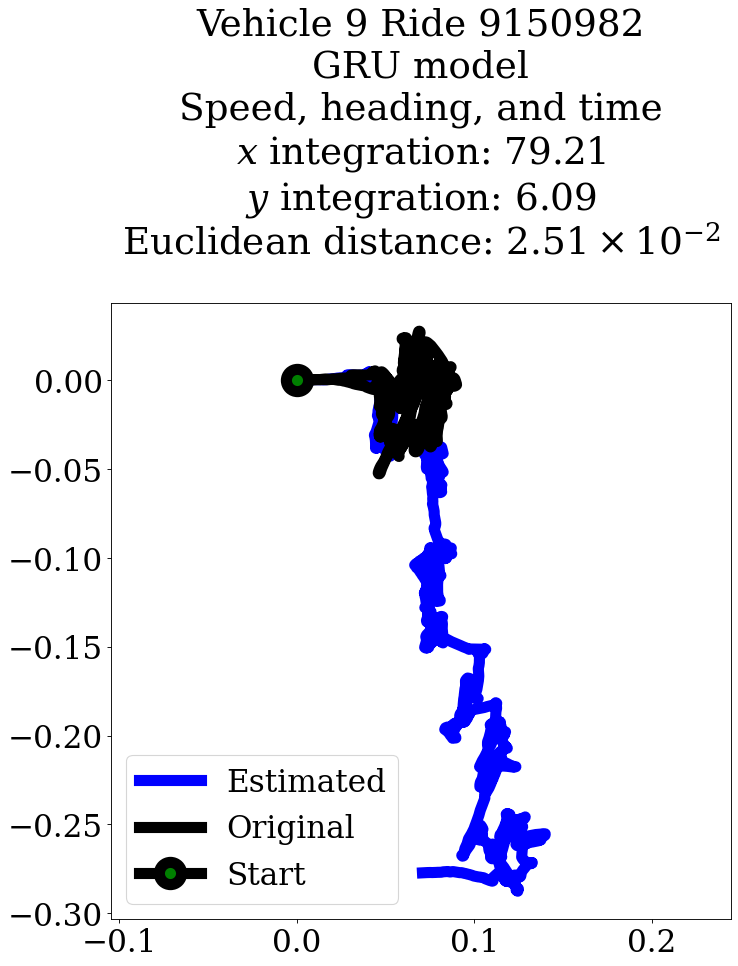 Vehicle 9 Ride 9150982
GRU model
Speed, heading, and time
x integration: 79.21
y integration: 6.09
Euclidean distance: 2.51 × 10⁻²
0.00
−0.05
−0.10
−0.15
−0.20
−0.25
−0.30
Estimated
Original
Start
−0.1 0.0 0.1 0.2